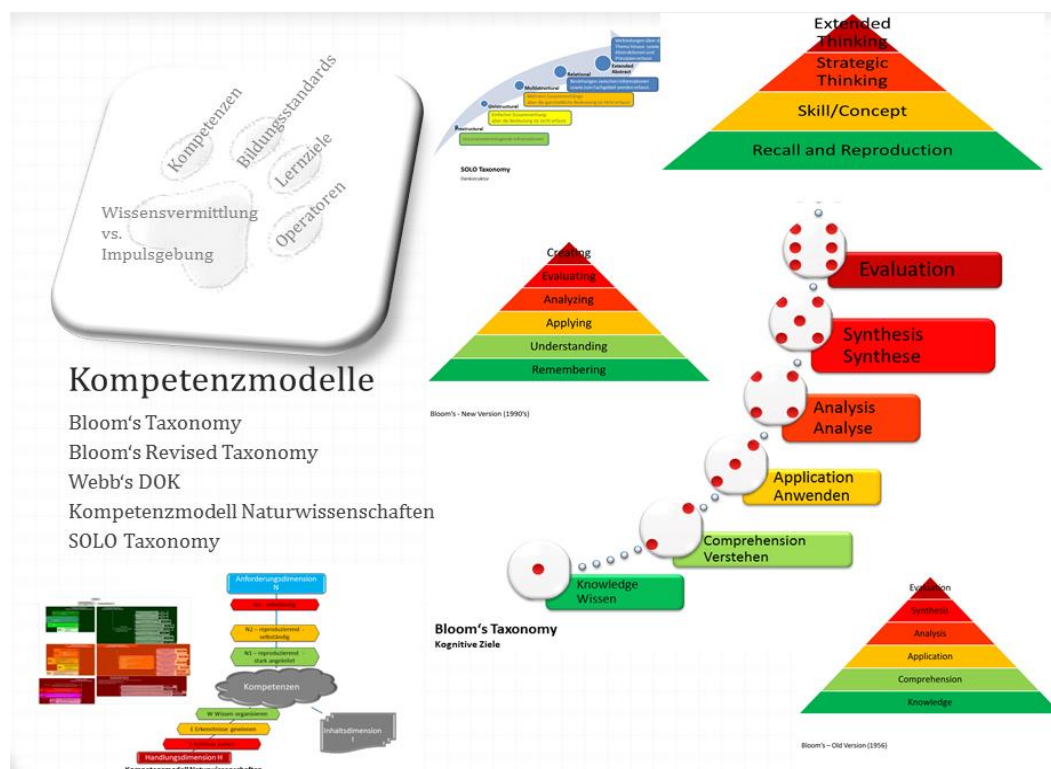 Kompetenzen
Bildungsstandards
Lernziele
Operatoren
Wissensvermittlung
vs.
Impulsgebung
Kompetenzmodelle
Bloom‘s Taxonomy
Bloom‘s Revised Taxonomy
Webb‘s DOK
Kompetenzmodell Naturwissenschaften
SOLO Taxonomy
Extended
Abstract
Relational
Multistructural
Unistructural
Prestructural
SOLO Taxonomy
Extended
Thinking
Strategic
Thinking
Skill/Concept
Recall and Reproduction
Creating
Evaluating
Analyzing
Applying
Understanding
Remembering
Bloom's - New Version (1990's)
Evaluation
Synthesis
Synthese
Analysis
Analyse
Application
Anwenden
Comprehension
Verstehen
Knowledge
Wissen
Bloom‘s Taxonomy
Kognitive Ziele
Evaluation
Synthesis
Analysis
Application
Comprehension
Knowledge
Bloom's – Old Version (1956)
Anforderungsdimension
N
N2 – reproduzierend -
selbständig
N1 – reproduzierend -
stark angeleitet
Kompetenzen
W Wissen organisieren
E Erkenntnisse gewinnen
Handlungsdimension H
Inhaltsdimension
I
Kompetenzmodell Naturwissenschaften